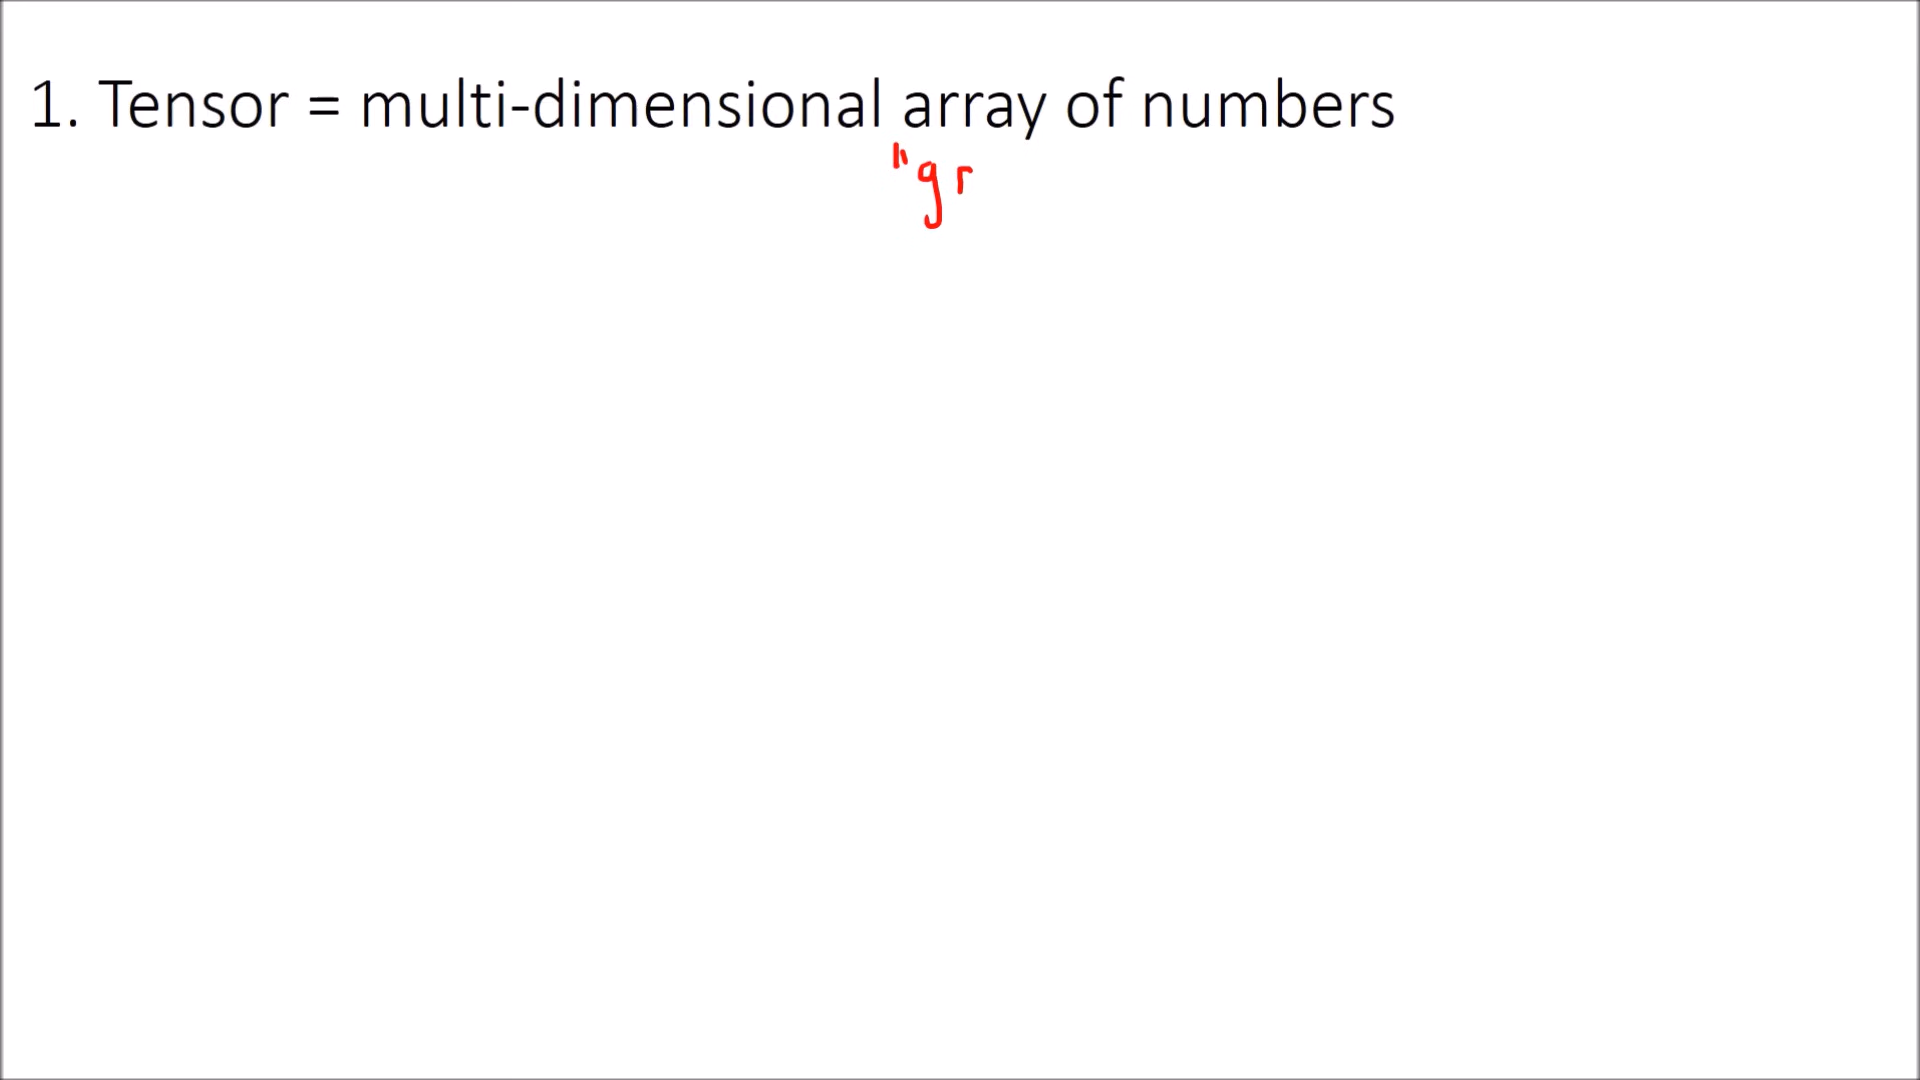 1. Tensor = multi-dimensional array of numbers
"gr